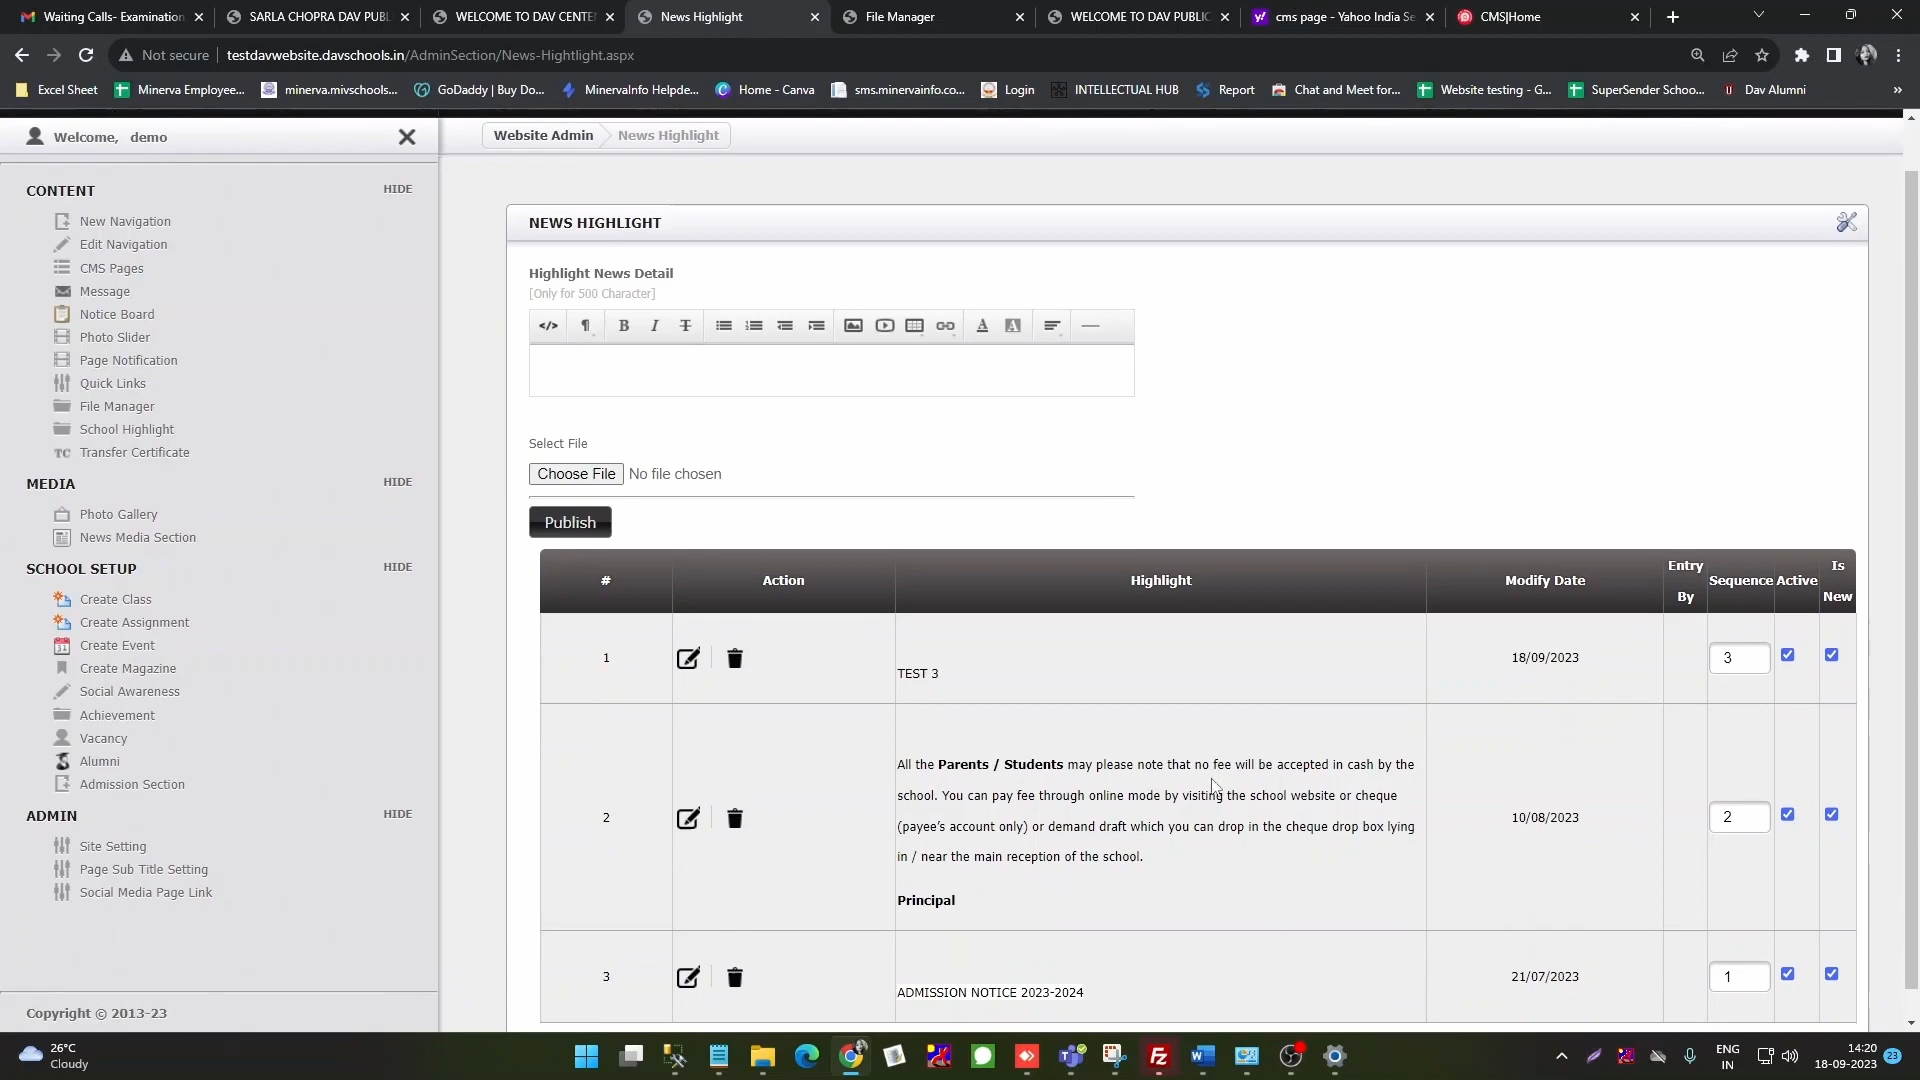 Waiting Calls- Examination
SARLA CHOPRA DAV PUBL
WELCOME TO DAV CENTE
News Highlight
File Manager
WELCOME TO DAV PUBLIC
cms page - Yahoo India Se
CMS|Home
Not secure
testdavwebsite.davschools.in/AdminSection/News-Hightlight.aspx
Excel Sheet
Minerva Employee...
minerva.mivschools...
GoDaddy | Buy Do...
MinervaInfo Helpde...
Home - Canva
sms.minervainfo.co...
Login
INTELLECTUAL HUB
Report
Chat and Meet for...
Website testing - G...
SuperSender Schoo...
Dav Alumni
»
Welcome, demo
Website Admin
News Highlight
CONTENT HIDE
New Navigation
Edit Navigation
CMS Pages
Message
Notice Board
Photo Slider
Page Notification
Quick Links
File Manager
School Highlight
TC Transfer Certificate
MEDIA HIDE
Photo Gallery
News Media Section
SCHOOL SETUP HIDE
Create Class
Create Assignment
Create Event
Create Magazine
Social Awareness
Achievement
Vacancy
Alumni
Admission Section
ADMIN HIDE
Site Setting
Page Sub Title Setting
Social Media Page Link
Copyright © 2013-23
NEWS HIGHLIGHT
Highlight News Detail
[Only for 500 Character]
Select File
Choose File No file chosen
Publish
# Action Highlight Modify Date Entry By Sequence Active Is New
1 TEST 3 18/09/2023 3
2
All the Parents / Students may please note that no fee will be accepted in cash by the
school. You can pay fee through online mode by visiting the school website or cheque
(payee's account only) or demand draft which you can drop in the cheque drop box lying
in / near the main reception of the school.
Principal
10/08/2023 2
3 ADMISSION NOTICE 2023-2024 21/07/2023 1
26°C
Cloudy
ENG
IN
14:20
18-09-2023
23